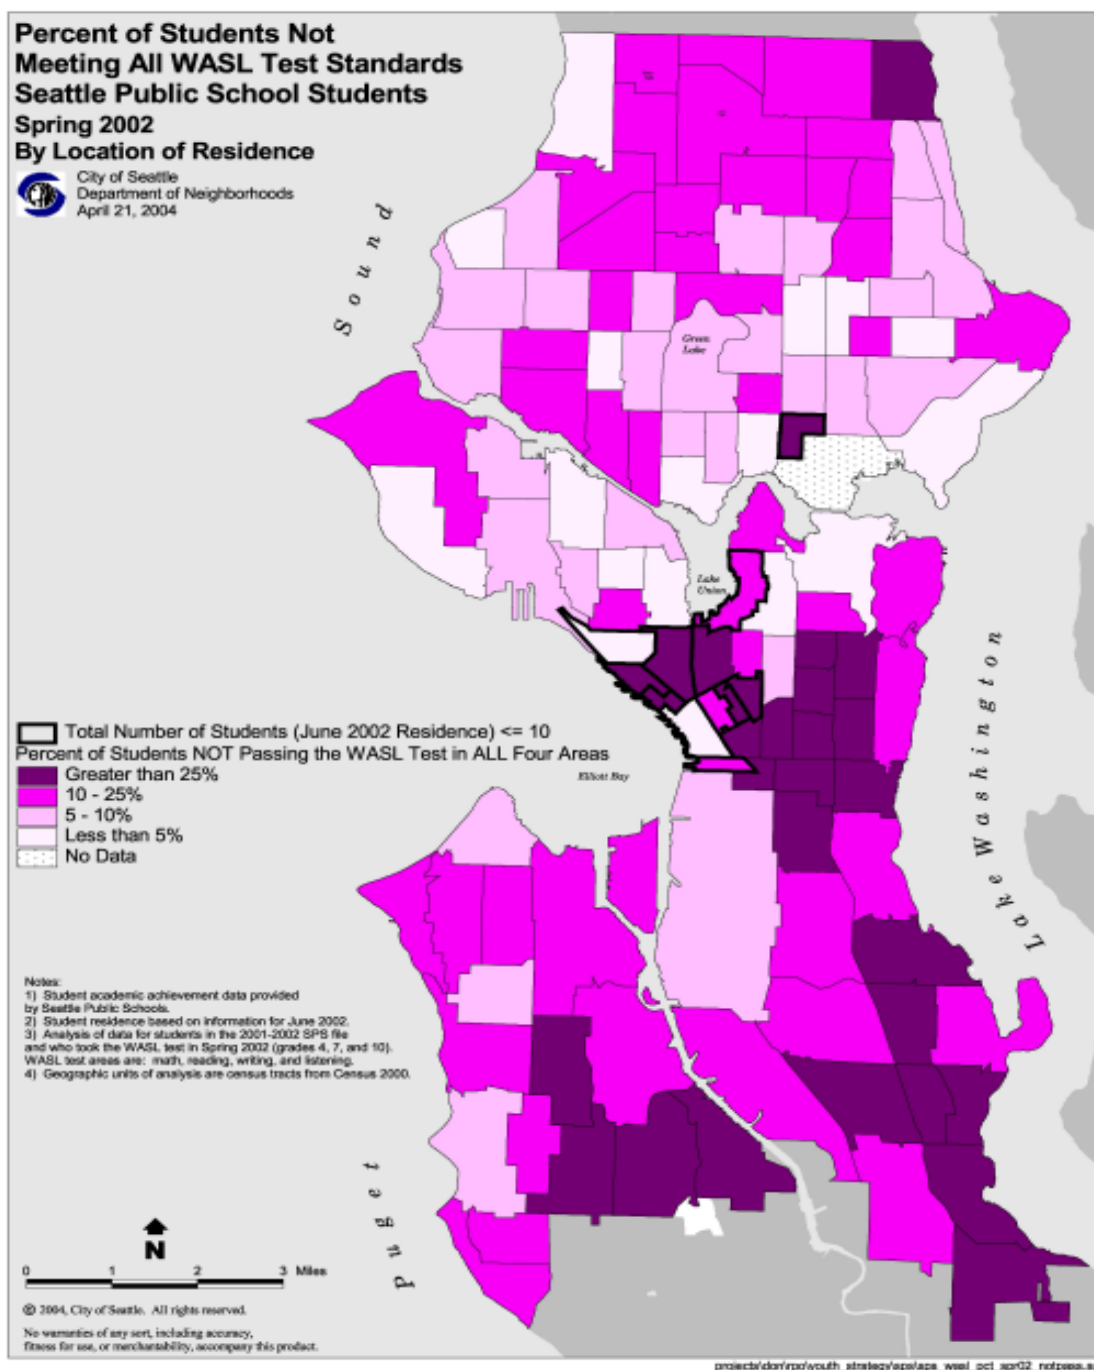 Percent of Students Not
Meeting All WASL Test Standards
Seattle Public School Students
Spring 2002
By Location of Residence
City of Seattle
Department of Neighborhoods
April 21, 2004
Sound
Green
Lake
Lake
Union
Total Number of Students (June 2002 Residence) <= 10
Percent of Students NOT Passing the WASL Test in ALL Four Areas
Greater than 25%
10 - 25%
5 - 10%
Less than 5%
No Data
Elliott Bay
Lake Washington
Notes:
1) Student academic achievement data provided
by Seattle Public Schools.
2) Student residence based on information for June 2002.
3) Analysis of data for students in the 2001-2002 SPS file
and who took the WASL test in Spring 2002 (grades 4, 7, and 10).
WASL test areas are: math, reading, writing, and listening.
4) Geographic units of analysis are census tracts from Census 2000.
Puget
N
0 1 2 3 Miles
© 2004, City of Seattle. All rights reserved.
No warranties of any sort, including accuracy,
fitness for use, or merchantability, accompany this product.